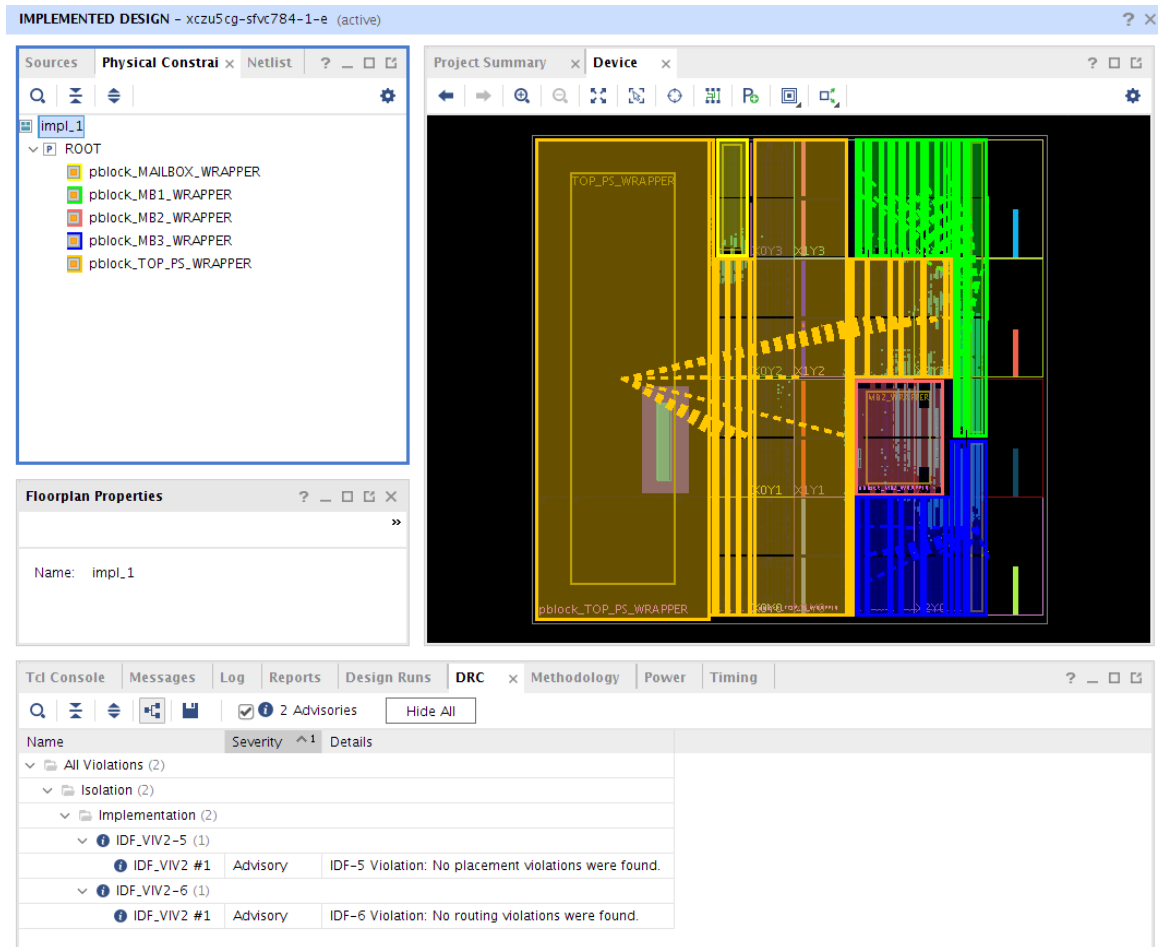 IMPLEMENTED DESIGN - xczu5cg-sfvc784-1-e (active)
Sources Physical Constrai × Netlist
impl_1
ROOT
pblock_MAILBOX_WRAPPER
pblock_MB1_WRAPPER
pblock_MB2_WRAPPER
pblock_MB3_WRAPPER
pblock_TOP_PS_WRAPPER
Floorplan Properties
Name: impl_1
Project Summary × Device ×
TOP_PS_WRAPPER
X0Y3 X1Y3
X0Y2 X1Y2
MB2_WRAPPER
pblock_MB2_WRAPPER
X0Y1 X1Y1
pblock_TOP_PS_WRAPPER
Tcl Console Messages Log Reports Design Runs DRC × Methodology Power Timing
2 Advisories Hide All
Name Severity ^1 Details
All Violations (2)
Isolation (2)
Implementation (2)
IDF_VIV2-5 (1)
IDF_VIV2 #1 Advisory IDF-5 Violation: No placement violations were found.
IDF_VIV2-6 (1)
IDF_VIV2 #1 Advisory IDF-6 Violation: No routing violations were found.